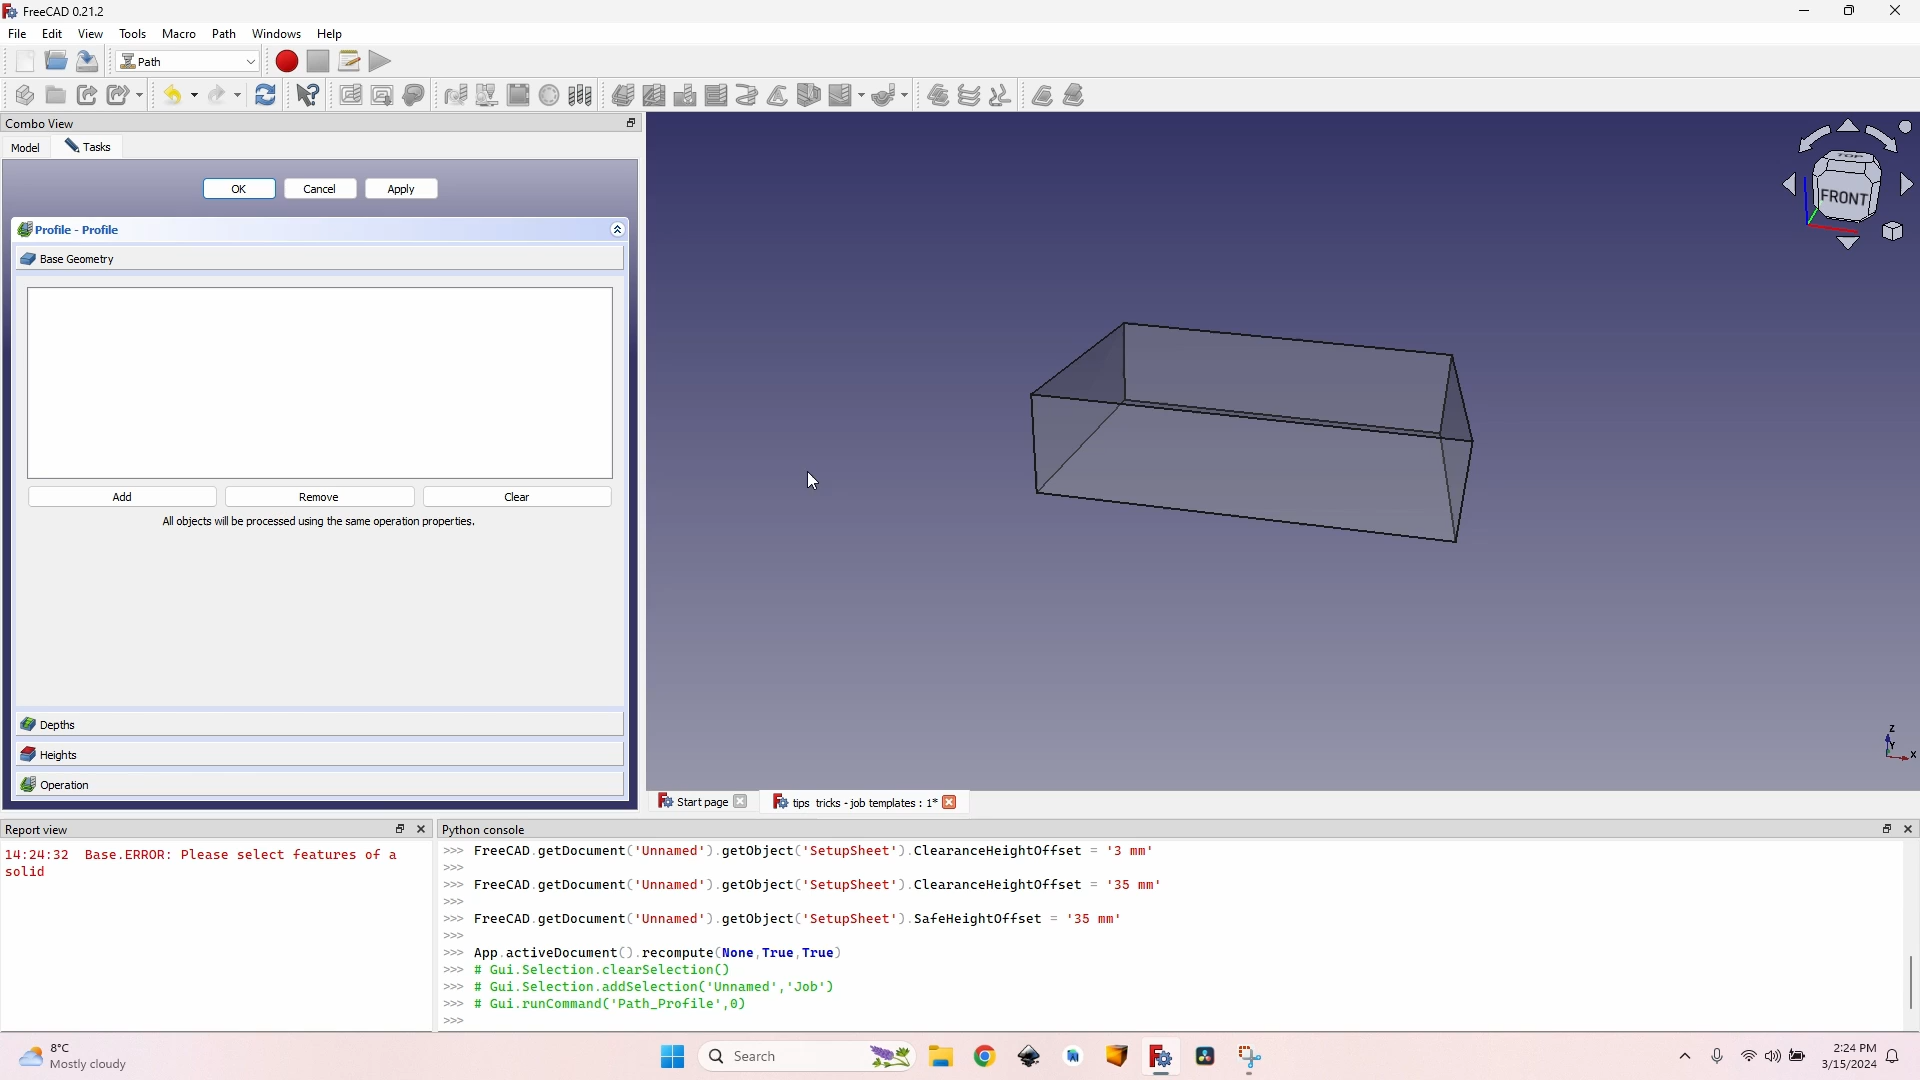 FreeCAD 0.21.2
File Edit View Tools Macro Path Windows Help
Path
Combo View
Model Tasks
OK Cancel Apply
Profile - Profile
Base Geometry
Add Remove Clear
All objects will be processed using the same operation properties.
Depths
Heights
Operation
TOP
FRONT
Z
Y
X
Start page tips tricks - job templates : 1*
Report view
14:24:32 Base.ERROR: Please select features of a
solid
Python console
>>> FreeCAD.getDocument('Unnamed').getObject('SetupSheet').ClearanceHeightOffset = '3 mm'
>>>
>>> FreeCAD.getDocument('Unnamed').getObject('SetupSheet').ClearanceHeightOffset = '35 mm'
>>>
>>> FreeCAD.getDocument('Unnamed').getObject('SetupSheet').SafeHeightOffset = '35 mm'
>>>
>>> App.activeDocument().recompute(None,True,True)
>>> # Gui.Selection.clearSelection()
>>> # Gui.Selection.addSelection('Unnamed','Job')
>>> # Gui.runCommand('Path_Profile',0)
>>>
8°C
Mostly cloudy
Search
2:24 PM
3/15/2024